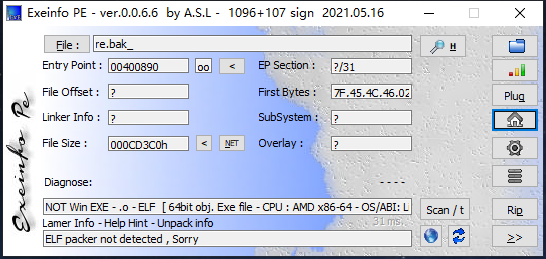 Exeinfo PE - ver.0.0.6.6 by A.S.L - 1096+107 sign 2021.05.16
File : re.bak_ H
Entry Point : 00400890 oo < EP Section : ?/31
File Offset : ? First Bytes : 7F.45.4C.46.02
Linker Info : ? SubSystem : ? Plug
File Size : 000CD3C0h < NET Overlay : ?
Diagnose: ----
NOT Win EXE - .o - ELF [ 64bit obj. Exe file - CPU : AMD x86-64 - OS/ABI: L Scan / t Rip
Lamer Info - Help Hint - Unpack info 31 ms.
ELF packer not detected , Sorry >>
Exeinfo Pe